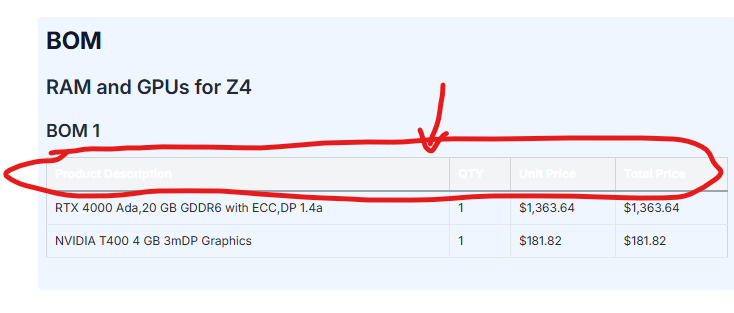 BOM
RAM and GPUs for Z4
BOM 1
Product Description QTY Unit Price Total Price
RTX 4000 Ada,20 GB GDDR6 with ECC,DP 1.4a 1 $1,363.64 $1,363.64
NVIDIA T400 4 GB 3mDP Graphics 1 $181.82 $181.82